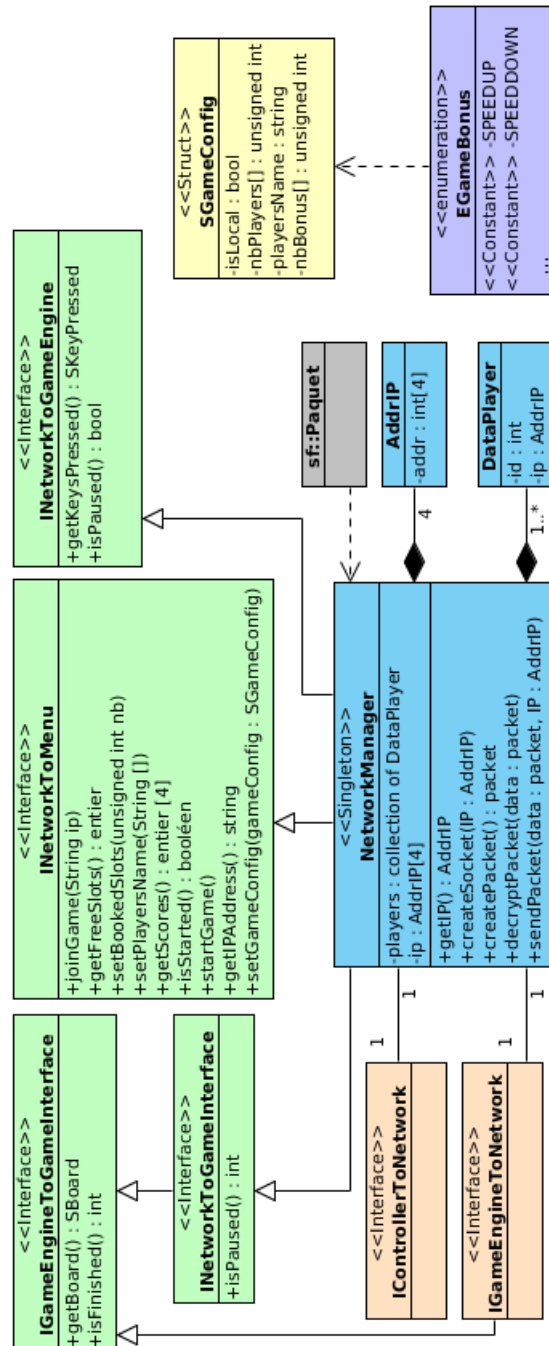 <<Interface>>
IGameEngineToGameInterface
+getBoard() : SBoard
+isFinished() : int
<<Interface>>
INetworkToMenu
+joinGame(String ip)
+getFreeSlots() : entier
+setBookedSlots(unsigned int nb)
+setPlayersName(String [])
+getScores() : entier [4]
+isStarted() : booléen
+startGame()
+getIPAddress() : string
+setGameConfig(gameConfig : SGameConfig)
<<Interface>>
INetworkToGameEngine
+getKeysPressed() : SKeyPressed
+isPaused() : bool
<<Struct>>
SGameConfig
-isLocal : bool
-nbPlayers[] : unsigned int
-playersName : string
-nbBonus[] : unsigned int
<<Interface>>
INetworkToGameInterface
+isPaused() : int
<<Singleton>>
NetworkManager
-players : collection of DataPlayer
-ip : AddrIP[4]
+getIP() : AddrIP
+createSocket(IP : AddrIP)
+createPacket() : packet
+decryptPacket(data : packet)
+sendPacket(data : packet, IP : AddrIP)
sf::Paquet
AddrIP
-addr : int[4]
4
DataPlayer
-id : int
-ip : AddrIP
1..*
<<enumeration>>
EGameBonus
<<Constant>> -SPEEDUP
<<Constant>> -SPEEDDOWN
...
<<Interface>>
IControllerToNetwork
1
1
<<Interface>>
IGameEngineToNetwork
1
1